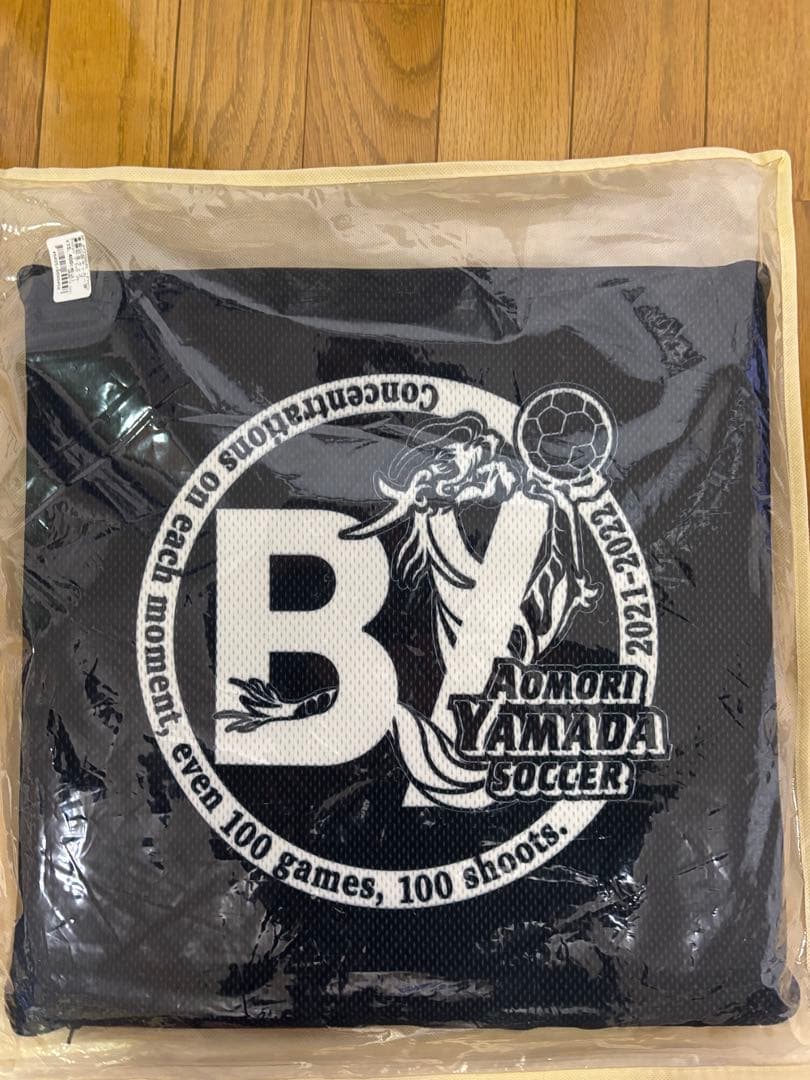 Concentrations on each moment, even 100 games, 100 shoots.
2021-2022
BY
AOMORI
YAMADA
SOCCER